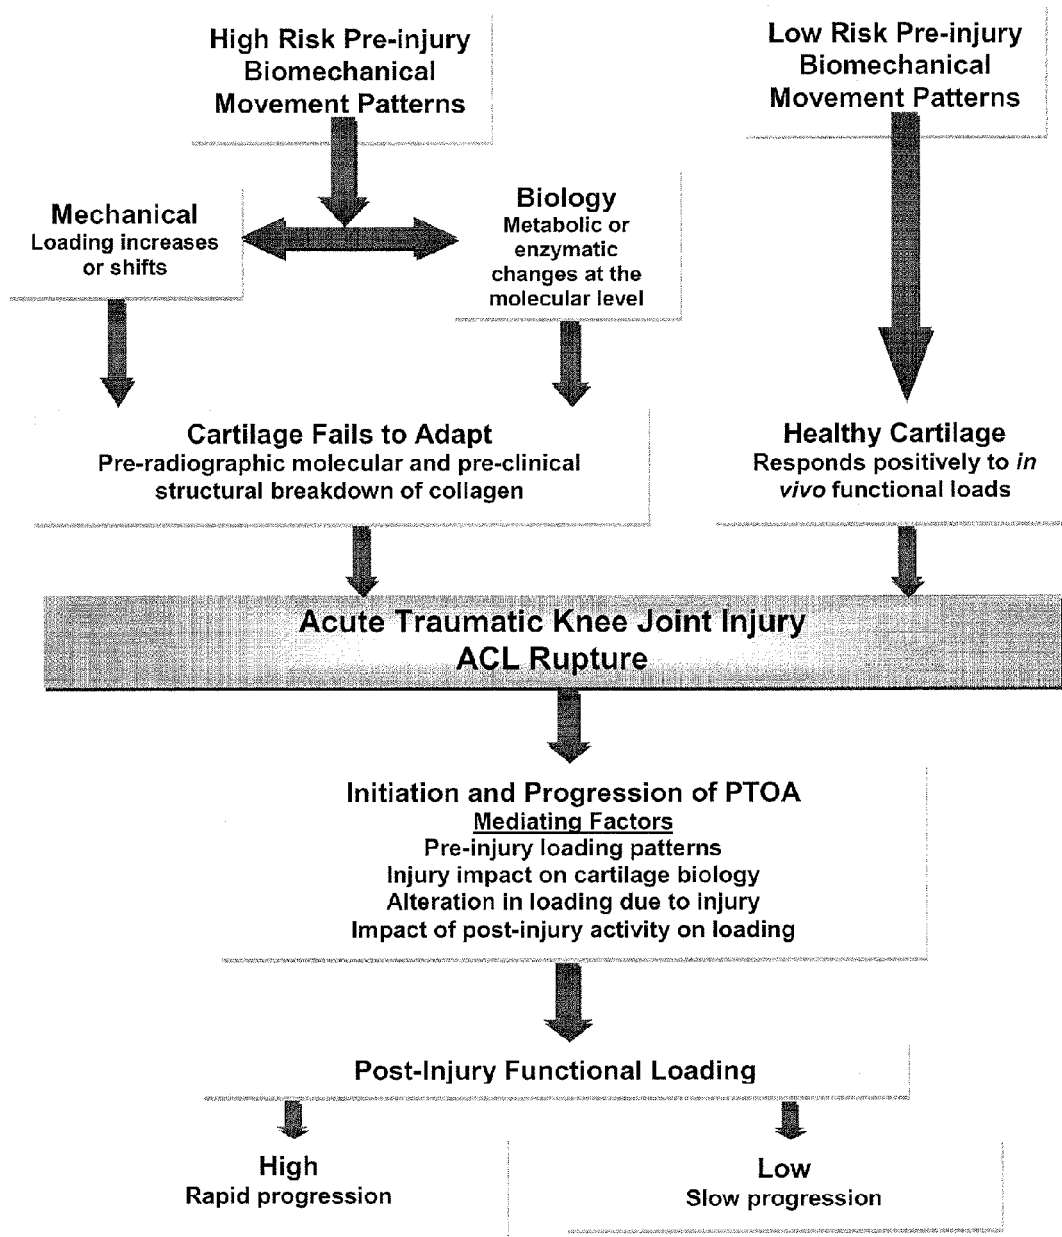 High Risk Pre-injury
Biomechanical
Movement Patterns
Low Risk Pre-injury
Biomechanical
Movement Patterns
Mechanical
Loading increases
or shifts
Biology
Metabolic or
enzymatic
changes at the
molecular level
Cartilage Fails to Adapt
Pre-radiographic molecular and pre-clinical
structural breakdown of collagen
Healthy Cartilage
Responds positively to in
vivo functional loads
Acute Traumatic Knee Joint Injury
ACL Rupture
Initiation and Progression of PTOA
Mediating Factors
Pre-injury loading patterns
Injury impact on cartilage biology
Alteration in loading due to injury
Impact of post-injury activity on loading
Post-Injury Functional Loading
High
Rapid progression
Low
Slow progression